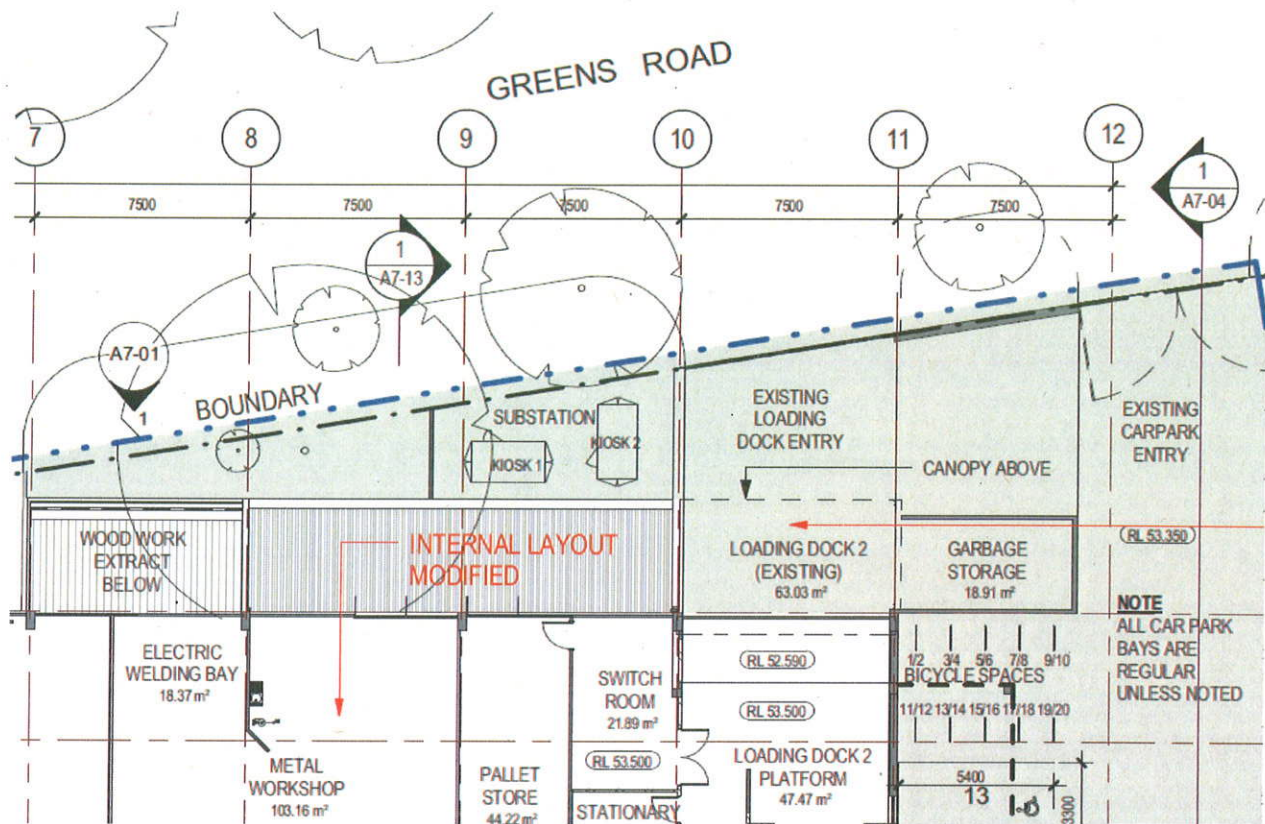 GREENS ROAD
7
8
9
10
11
12
7500
7500
7500
7500
7500
1
A7-04
1
A7-13
A7-01
1
BOUNDARY
SUBSTATION
KIOSK 1
KIOSK 2
EXISTING
LOADING
DOCK ENTRY
EXISTING
CARPARK
ENTRY
CANOPY ABOVE
WOOD WORK
EXTRACT
BELOW
INTERNAL LAYOUT
MODIFIED
LOADING DOCK 2
(EXISTING)
63.03 m²
GARBAGE
STORAGE
18.91 m²
RL 53.350
NOTE
ALL CAR PARK
BAYS ARE
REGULAR
UNLESS NOTED
ELECTRIC
WELDING BAY
18.37 m²
SWITCH
ROOM
21.89 m²
RL 53.500
RL 52.590
RL 53.500
1/2 3/4 5/6 7/8 9/10
BICYCLE SPACES
11/12 13/14 15/16 17/18 19/20
METAL
WORKSHOP
103.16 m²
PALLET
STORE
44.22 m²
STATIONARY
LOADING DOCK 2
PLATFORM
47.47 m²
5400
13
3300